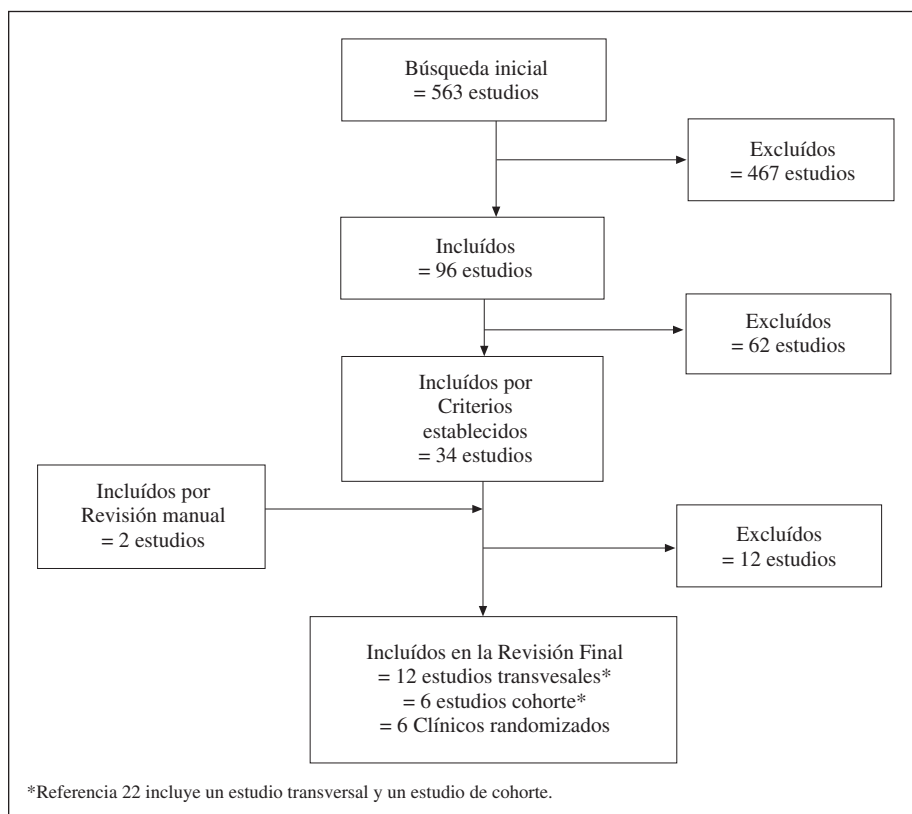 Búsqueda inicial
= 563 estudios
Excluídos
= 467 estudios
Incluídos
= 96 estudios
Excluídos
= 62 estudios
Incluídos por
Criterios
establecidos
= 34 estudios
Incluídos por
Revisión manual
= 2 estudios
Excluídos
= 12 estudios
Incluídos en la Revisión Final
= 12 estudios transvesales*
= 6 estudios cohorte*
= 6 Clínicos randomizados
*Referencia 22 incluye un estudio transversal y un estudio de cohorte.